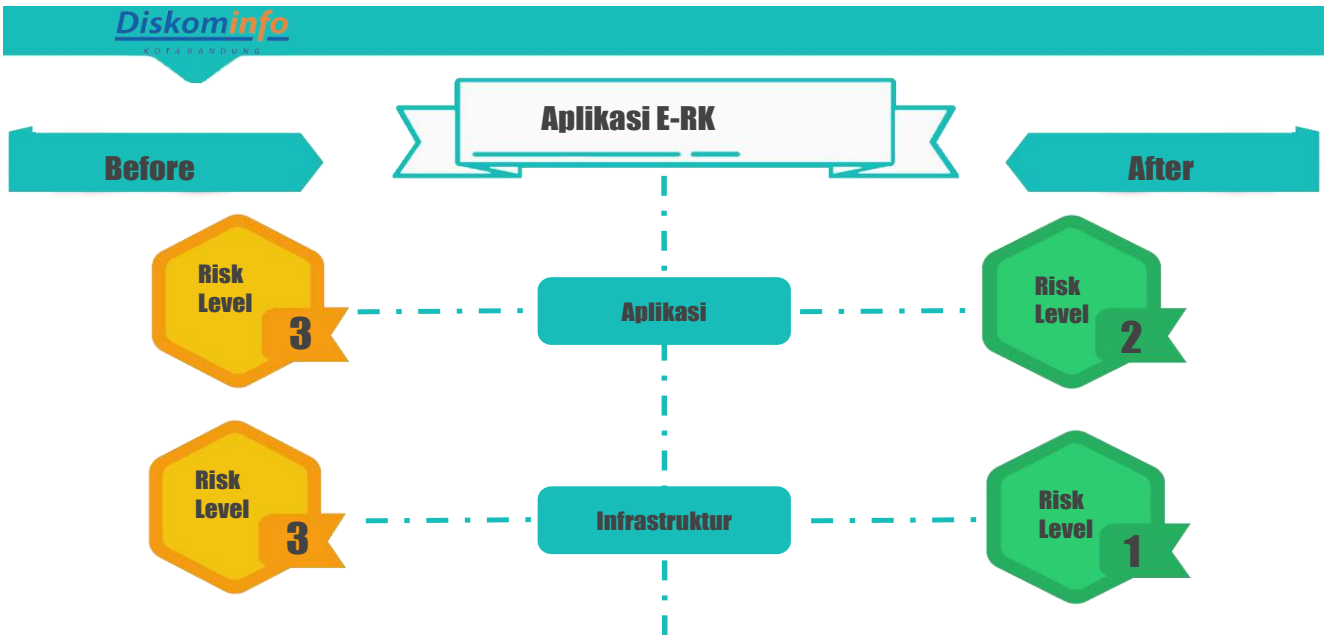 Diskominfo
KOTA BANDUNG
Aplikasi E-RK
Before
After
Risk
Level
3
Aplikasi
Risk
Level
2
Risk
Level
3
Infrastruktur
Risk
Level
1